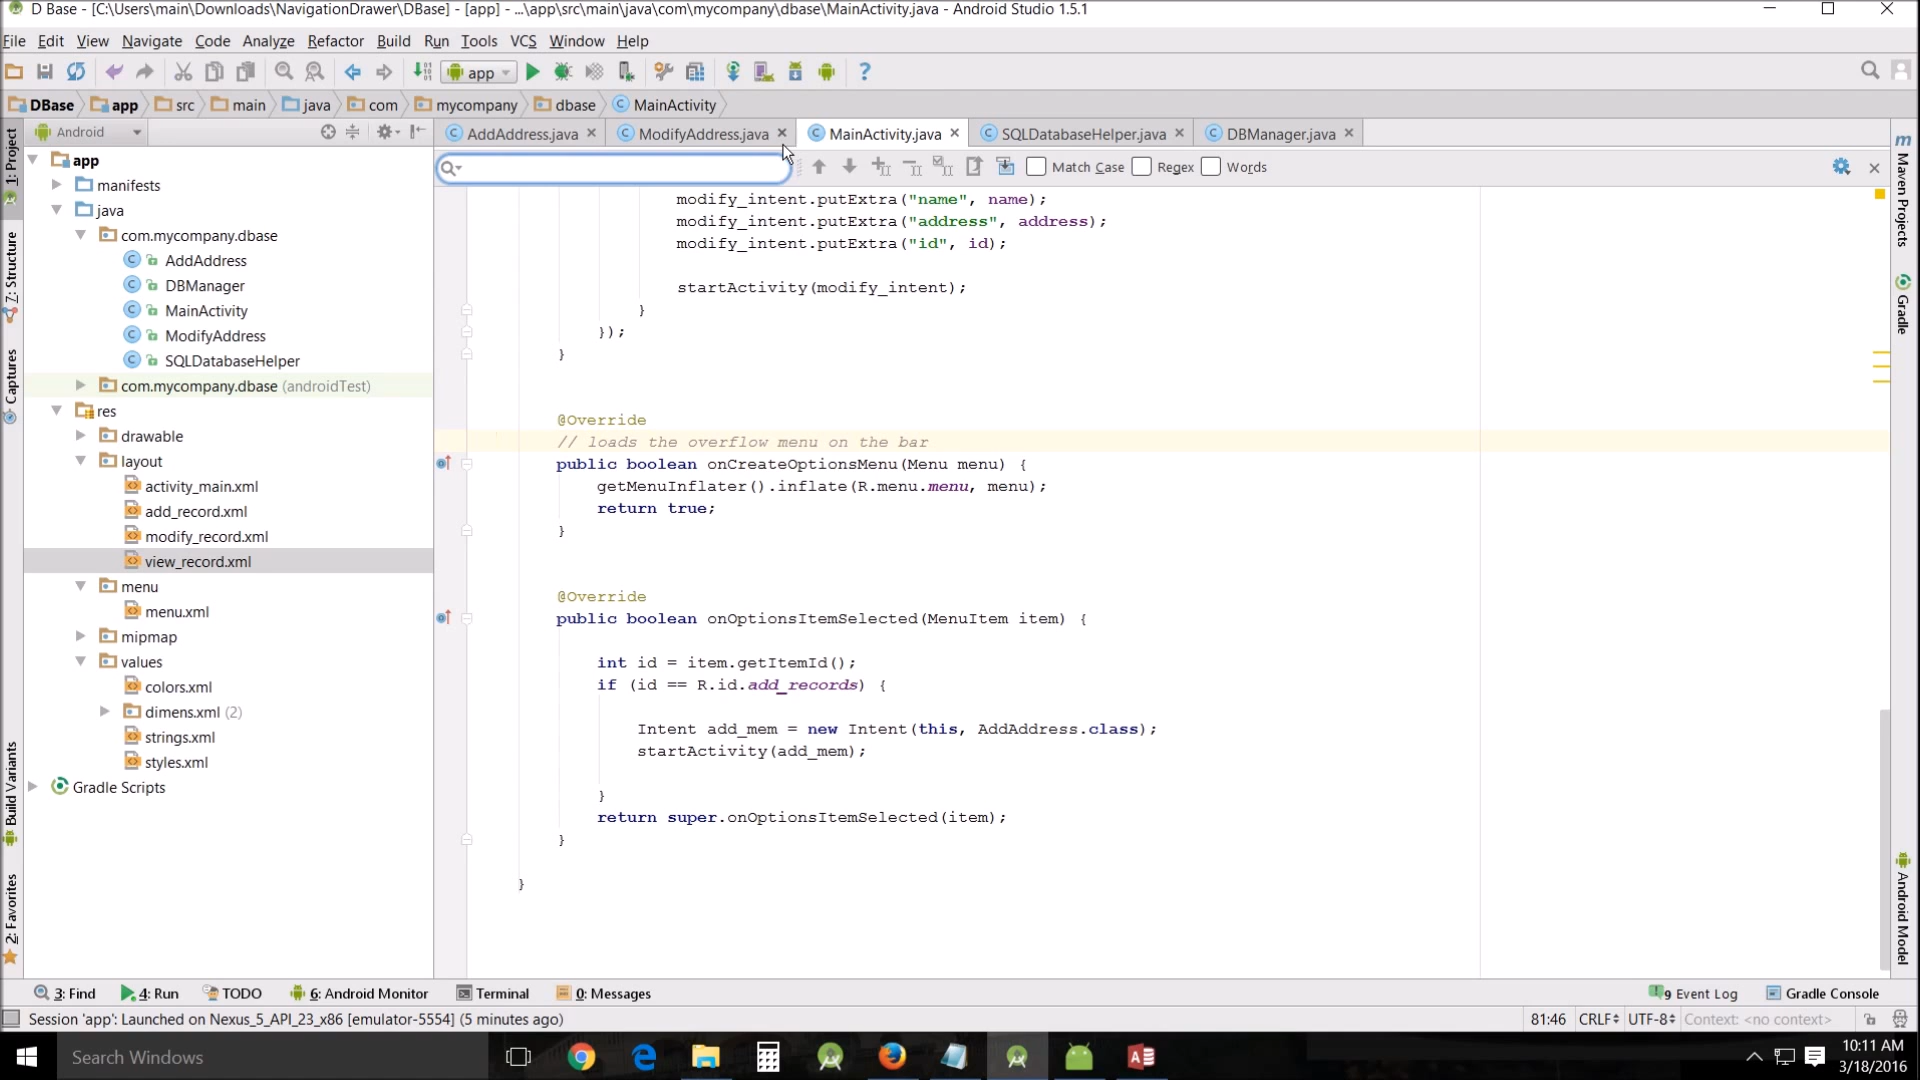 D Base - [C:\Users\main\Downloads\NavigationDrawer\DBase] - [app] - ...\app\src\main\java\com\mycompany\dbase\MainActivity.java - Android Studio 1.5.1
File Edit View Navigate Code Analyze Refactor Build Run Tools VCS Window Help
app
DBase app src main java com mycompany dbase MainActivity
Android
AddAddress.java ModifyAddress.java MainActivity.java SQLDatabaseHelper.java DBManager.java
Match Case Regex Words
1: Project
7: Structure
Captures
Build Variants
2: Favorites
app
manifests
java
com.mycompany.dbase
AddAddress
DBManager
MainActivity
ModifyAddress
SQLDatabaseHelper
com.mycompany.dbase (androidTest)
res
drawable
layout
activity_main.xml
add_record.xml
modify_record.xml
view_record.xml
menu
menu.xml
mipmap
values
colors.xml
dimens.xml (2)
strings.xml
styles.xml
Gradle Scripts
modify_intent.putExtra("name", name);
modify_intent.putExtra("address", address);
modify_intent.putExtra("id", id);
startActivity(modify_intent);
}
});
}
@Override
// loads the overflow menu on the bar
public boolean onCreateOptionsMenu(Menu menu) {
getMenuInflater().inflate(R.menu.menu, menu);
return true;
}
@Override
public boolean onOptionsItemSelected(MenuItem item) {
int id = item.getItemId();
if (id == R.id.add_records) {
Intent add_mem = new Intent(this, AddAddress.class);
startActivity(add_mem);
}
return super.onOptionsItemSelected(item);
}
}
m Maven Projects
Gradle
Android Model
3: Find 4: Run TODO 6: Android Monitor Terminal 0: Messages 9 Event Log Gradle Console
Session 'app': Launched on Nexus_5_API_23_x86 [emulator-5554] (5 minutes ago) 81:46 CRLF UTF-8 Context: <no context>
Search Windows
10:11 AM
3/18/2016